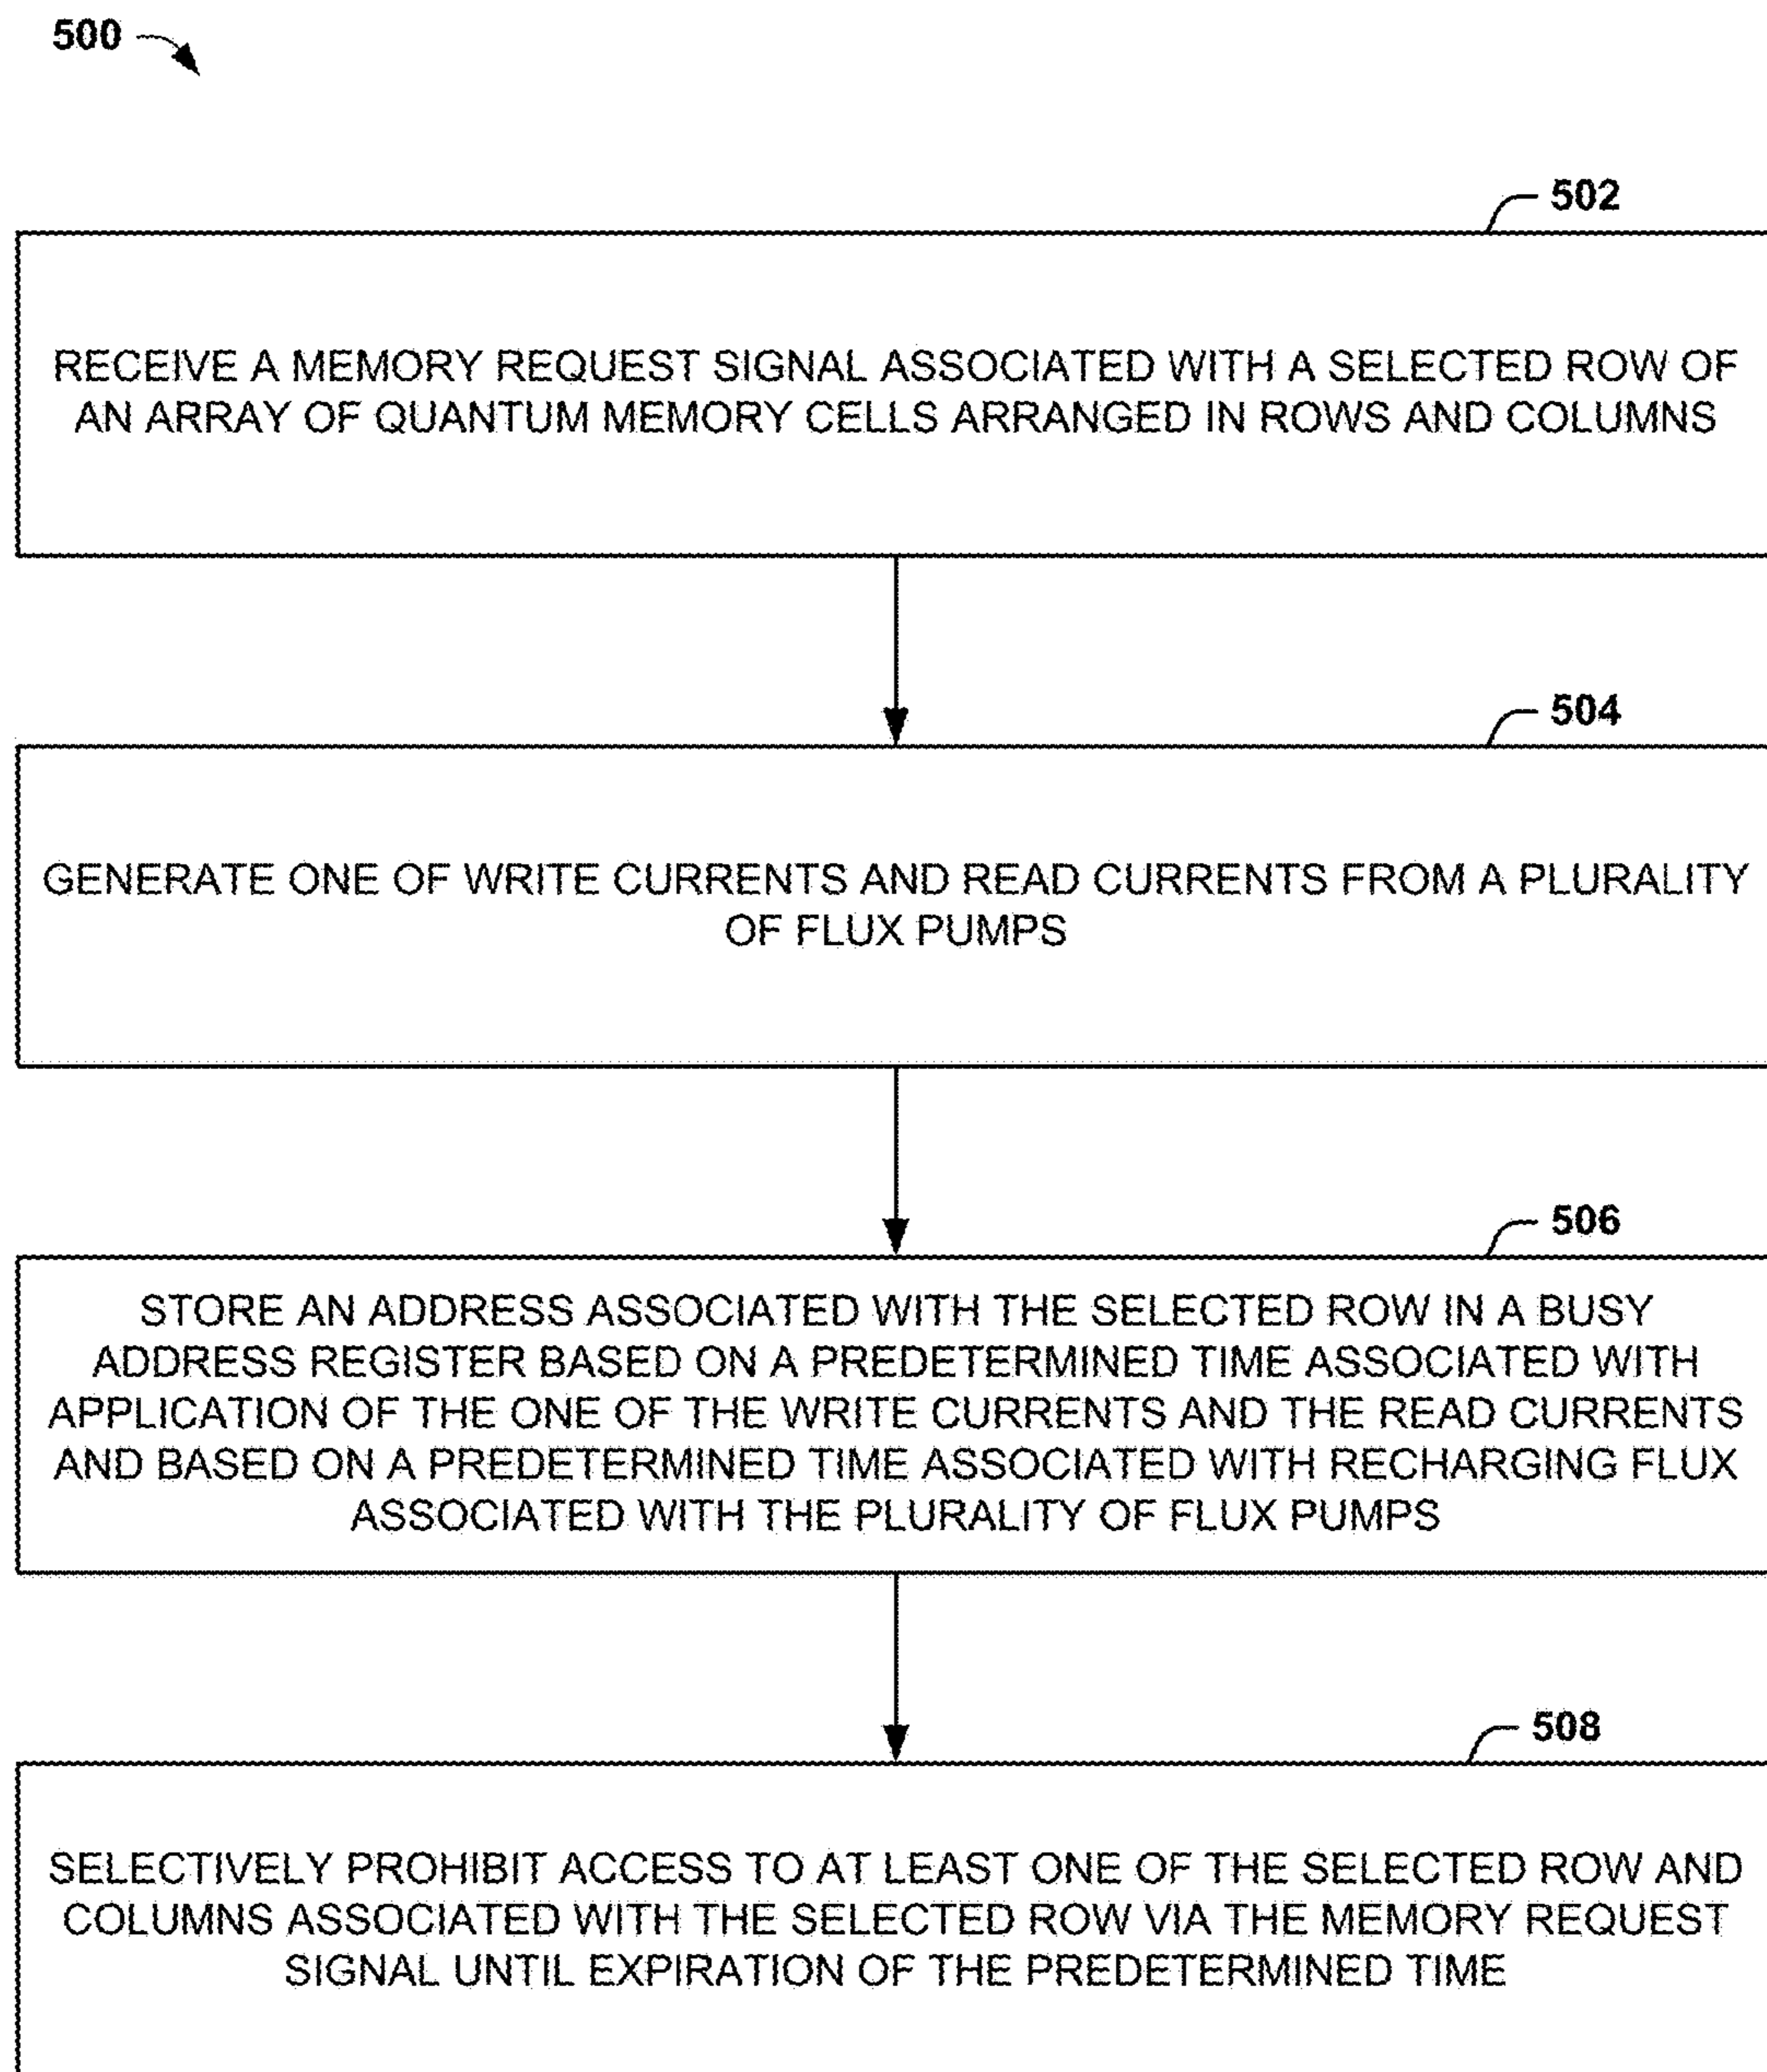 500
502
RECEIVE A MEMORY REQUEST SIGNAL ASSOCIATED WITH A SELECTED ROW OF
AN ARRAY OF QUANTUM MEMORY CELLS ARRANGED IN ROWS AND COLUMNS
504
GENERATE ONE OF WRITE CURRENTS AND READ CURRENTS FROM A PLURALITY
OF FLUX PUMPS
506
STORE AN ADDRESS ASSOCIATED WITH THE SELECTED ROW IN A BUSY
ADDRESS REGISTER BASED ON A PREDETERMINED TIME ASSOCIATED WITH
APPLICATION OF THE ONE OF THE WRITE CURRENTS AND THE READ CURRENTS
AND BASED ON A PREDETERMINED TIME ASSOCIATED WITH RECHARGING FLUX
ASSOCIATED WITH THE PLURALITY OF FLUX PUMPS
508
SELECTIVELY PROHIBIT ACCESS TO AT LEAST ONE OF THE SELECTED ROW AND
COLUMNS ASSOCIATED WITH THE SELECTED ROW VIA THE MEMORY REQUEST
SIGNAL UNTIL EXPIRATION OF THE PREDETERMINED TIME